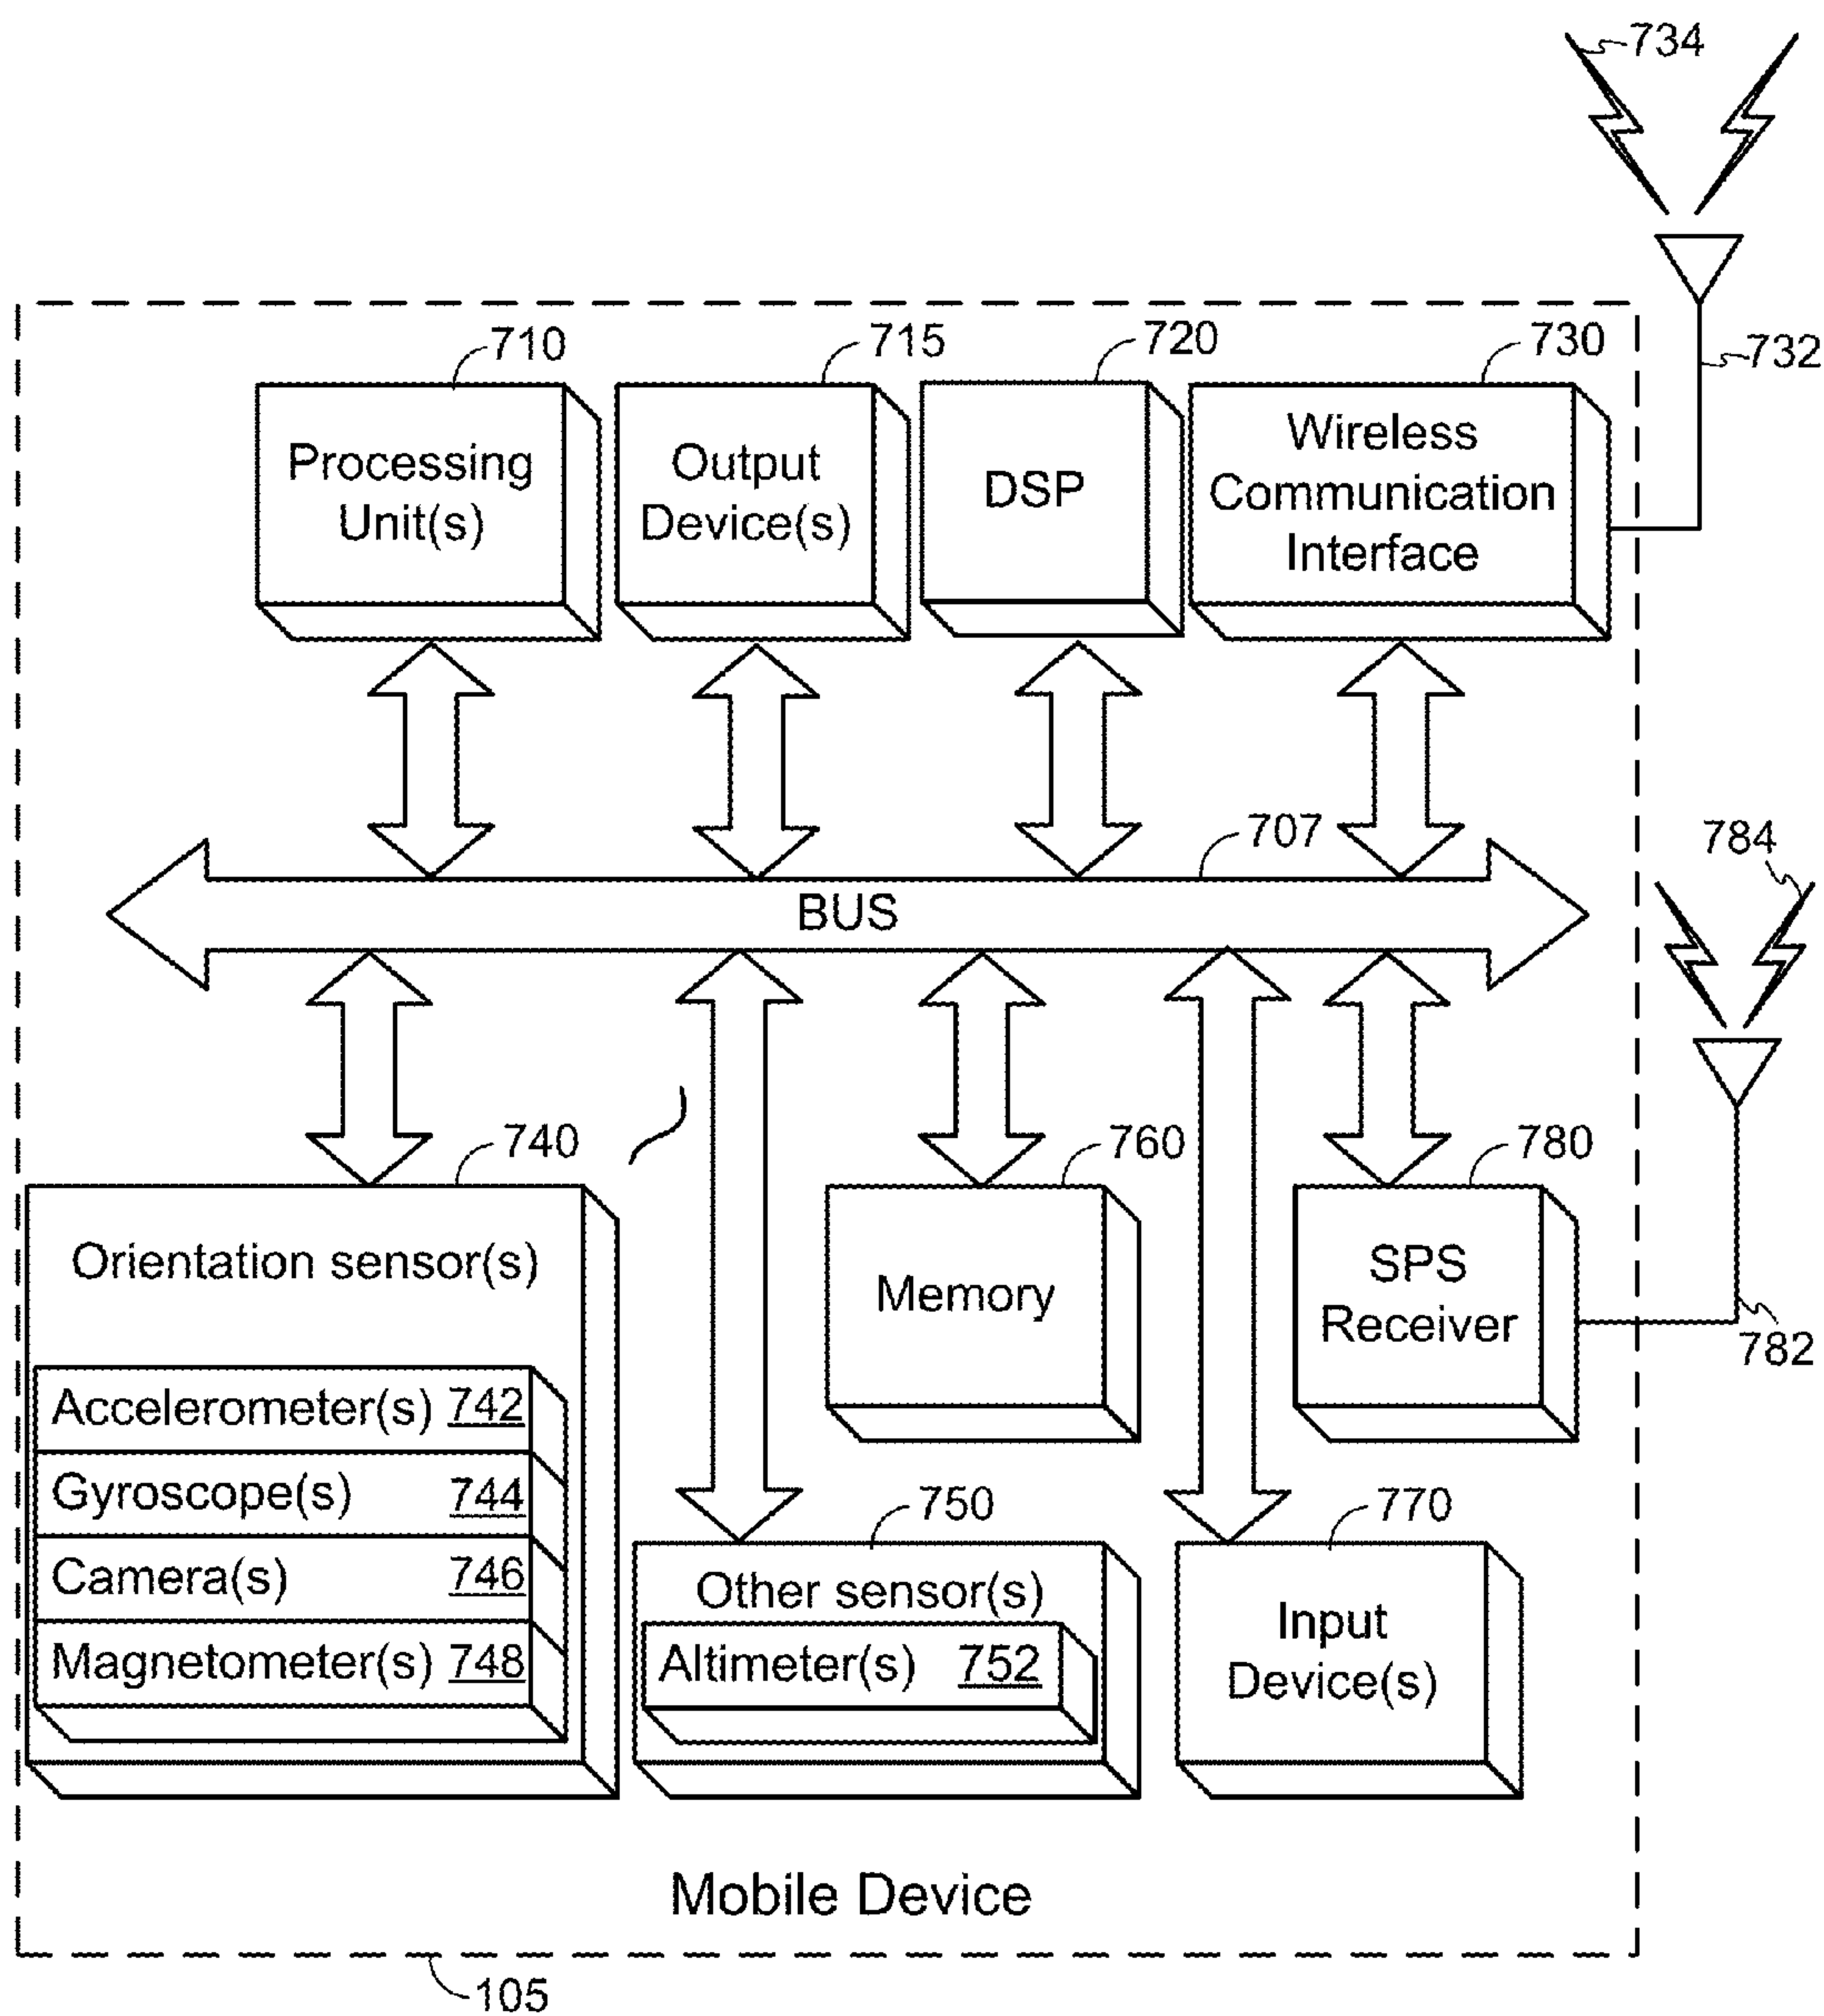 734
732
710
715
720
730
Processing
Unit(s)
Output
Device(s)
DSP
Wireless
Communication
Interface
707
BUS
784
740
760
780
782
Orientation sensor(s)
Accelerometer(s) 742
Gyroscope(s) 744
Camera(s) 746
Magnetometer(s) 748
Memory
SPS
Receiver
750
770
Other sensor(s)
Altimeter(s) 752
Input
Device(s)
Mobile Device
105